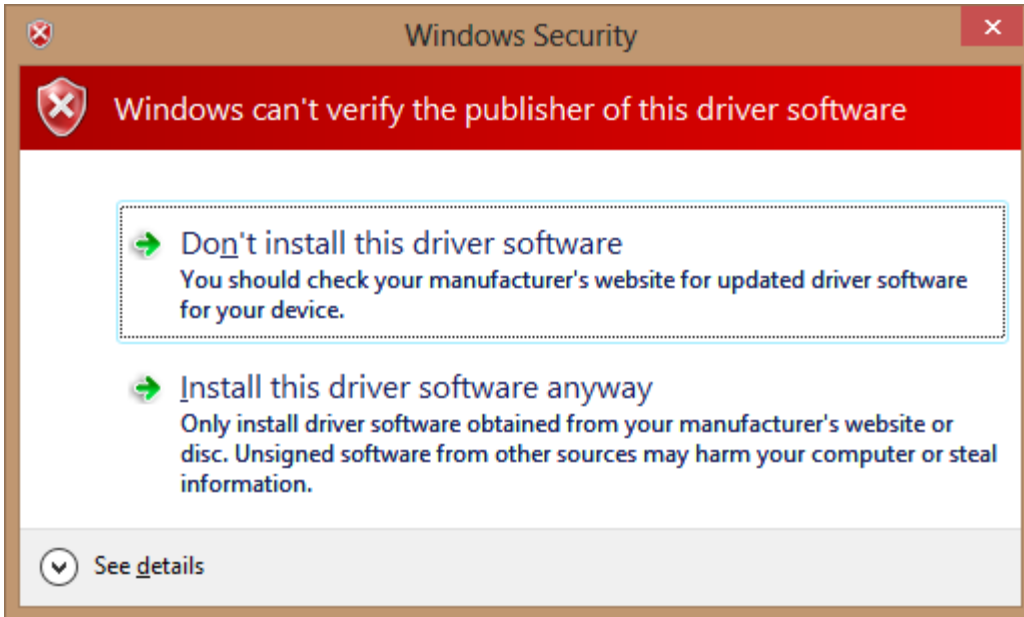 Windows Security
Windows can't verify the publisher of this driver software
Don't install this driver software
You should check your manufacturer's website for updated driver software
for your device.
Install this driver software anyway
Only install driver software obtained from your manufacturer's website or
disc. Unsigned software from other sources may harm your computer or steal
information.
See details